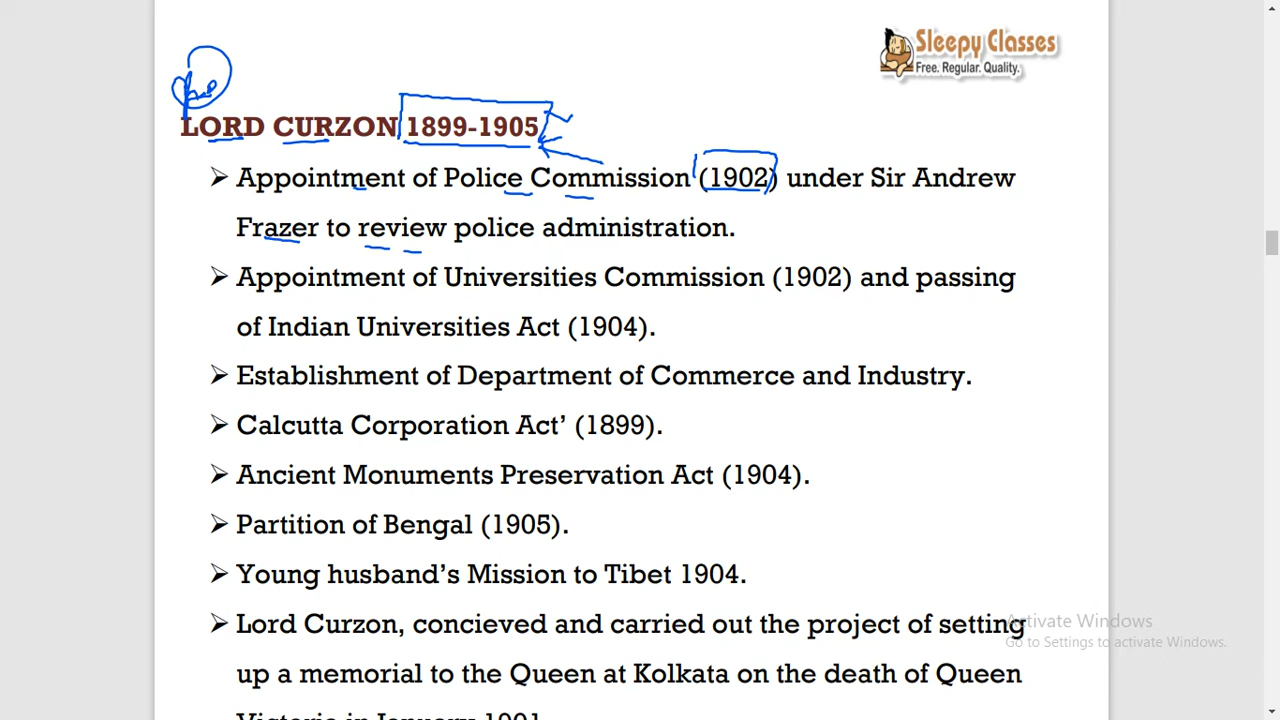 Sleepy Classes
Free. Regular. Quality.
LORD CURZON 1899-1905
➢ Appointment of Police Commission (1902) under Sir Andrew
Frazer to review police administration.
➢ Appointment of Universities Commission (1902) and passing
of Indian Universities Act (1904).
➢ Establishment of Department of Commerce and Industry.
➢ Calcutta Corporation Act’ (1899).
➢ Ancient Monuments Preservation Act (1904).
➢ Partition of Bengal (1905).
➢ Young husband’s Mission to Tibet 1904.
➢ Lord Curzon, concieved and carried out the project of setting
up a memorial to the Queen at Kolkata on the death of Queen
Victoria in January 1901
Activate Windows
Go to Settings to activate Windows.